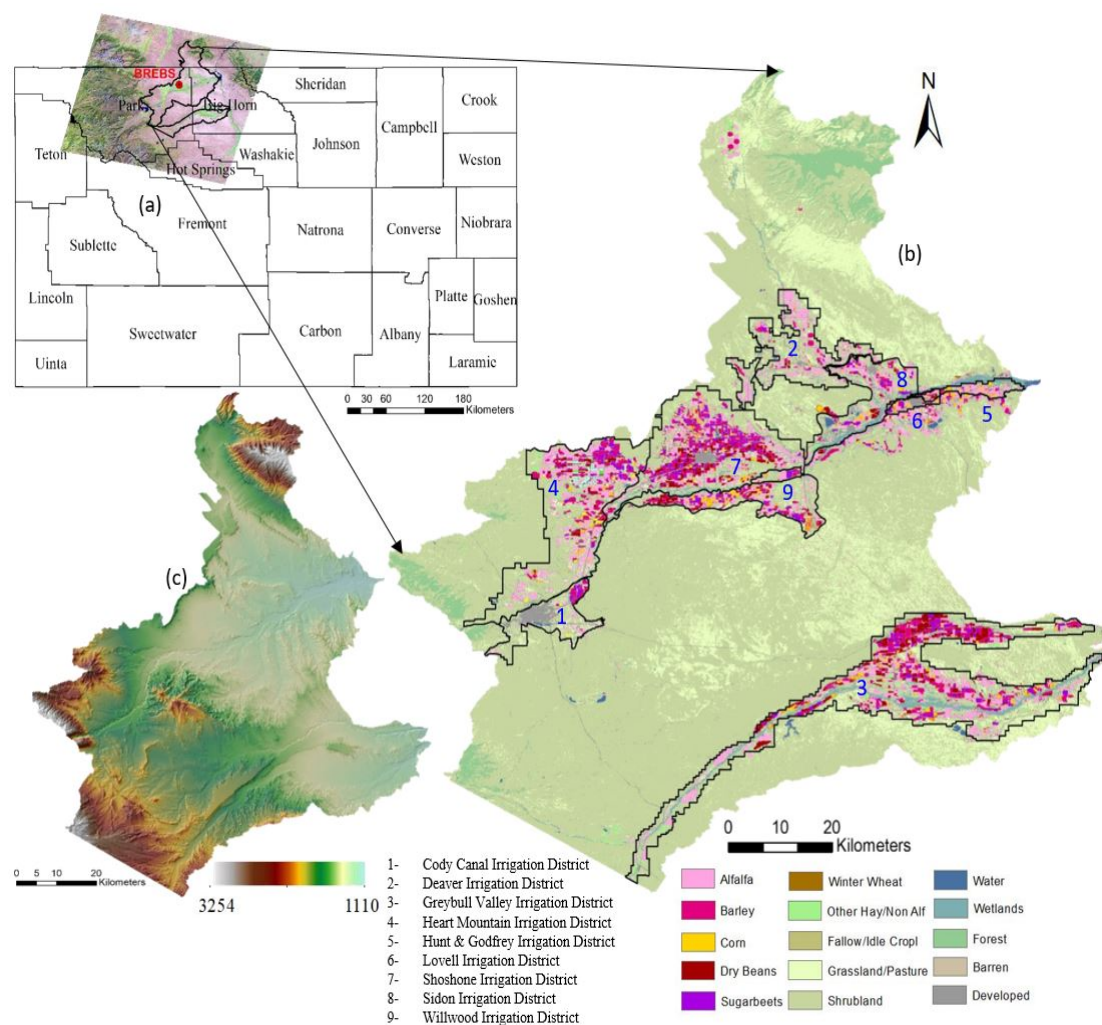 BREBS
Park
Big Horn
Sheridan
Crook
Campbell
Johnson
Weston
Teton
Washakie
Hot Springs
(a)
Fremont
Natrona
Converse
Niobrara
Sublette
Lincoln
Sweetwater
Carbon
Albany
Platte
Goshen
Uinta
Laramic
0 30 60 120 180
Kilometers
N
(b)
2
8
6
5
7
4
9
1
3
(c)
0 5 10 20
Kilometers
3254 1110
0 10 20
Kilometers
1- Cody Canal Irrigation District
2- Deaver Irrigation District
3- Greybull Valley Irrigation District
4- Heart Mountain Irrigation District
5- Hunt & Godfrey Irrigation District
6- Lovell Irrigation District
7- Shoshone Irrigation District
8- Sidon Irrigation District
9- Willwood Irrigation District
Alfalfa
Barley
Corn
Dry Beans
Sugarbeets
Winter Wheat
Other Hay/Non Alf
Fallow/Idle Cropl
Grassland/Pasture
Shrubland
Water
Wetlands
Forest
Barren
Developed